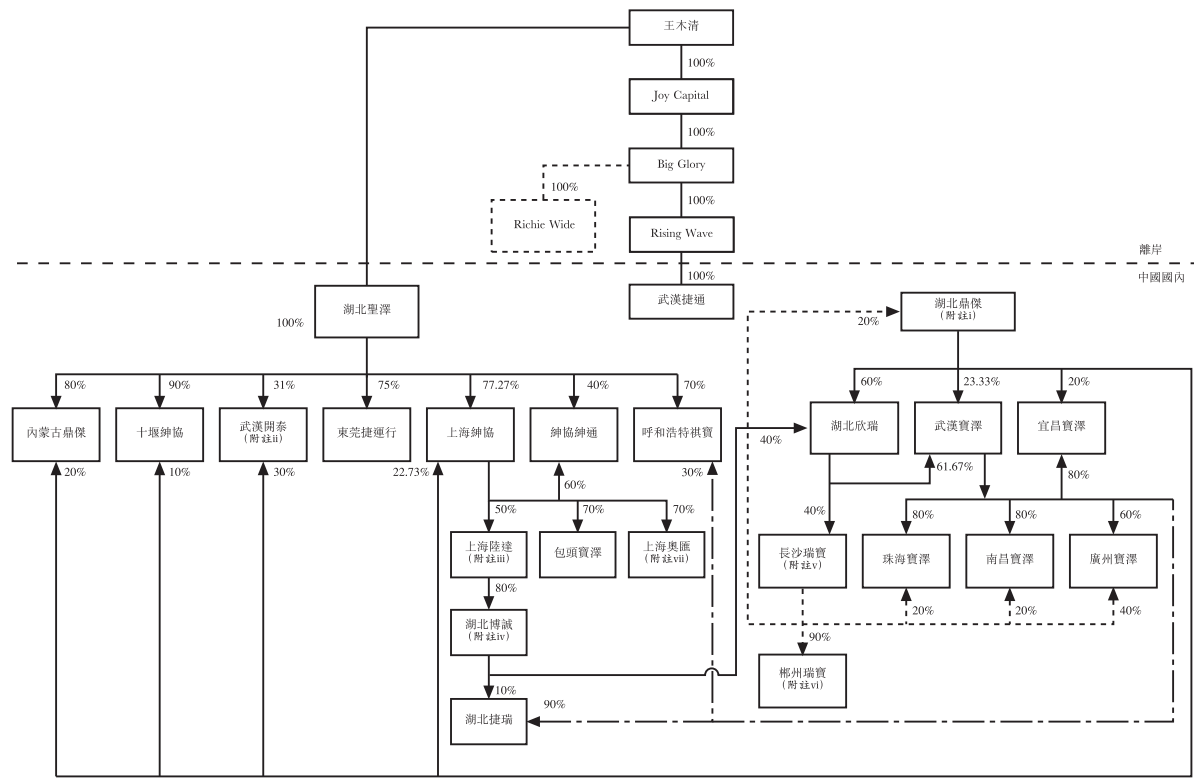 王木清
100%
Joy Capital
100%
Big Glory
100%
100%
Richie Wide
Rising Wave
離岸
100%
中國國內
武漢捷通
湖北聖澤
100%
湖北鼎傑
(附註i)
20%
80%
90%
31%
75%
77.27%
40%
70%
60%
23.33%
20%
內蒙古鼎傑
十堰紳協
武漢開泰
(附註ii)
東莞捷運行
上海紳協
紳協紳通
呼和浩特祺寶
40%
湖北欣瑞
武漢寶澤
宜昌寶澤
20%
10%
30%
22.73%
60%
30%
61.67%
80%
50%
70%
70%
40%
80%
80%
60%
上海陸達
(附註iii)
包頭寶澤
上海奧匯
(附註vii)
長沙瑞寶
(附註v)
珠海寶澤
南昌寶澤
廣州寶澤
80%
20%
20%
40%
湖北博誠
(附註iv)
90%
郴州瑞寶
(附註vi)
10%
湖北捷瑞
90%